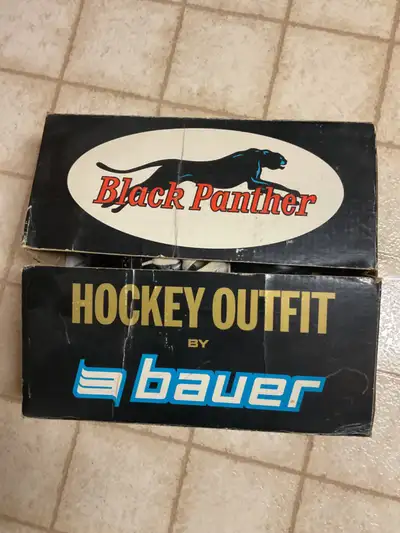 Black Panther
HOCKEY OUTFIT
BY
bauer